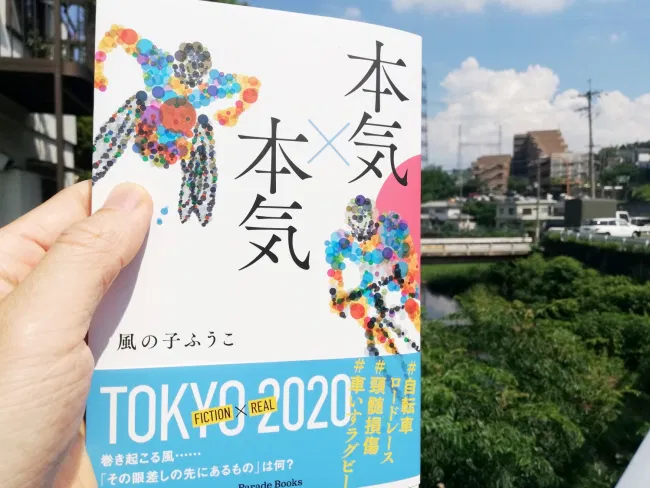 本気
×
本気
風の子ふうこ
TOKYO 2020
FICTION × REAL
巻き起こる風……
「その眼差しの先にあるもの」は何?
#自転車
ロードレース
#頸髄損傷
#車いすラグビー
Parade Books